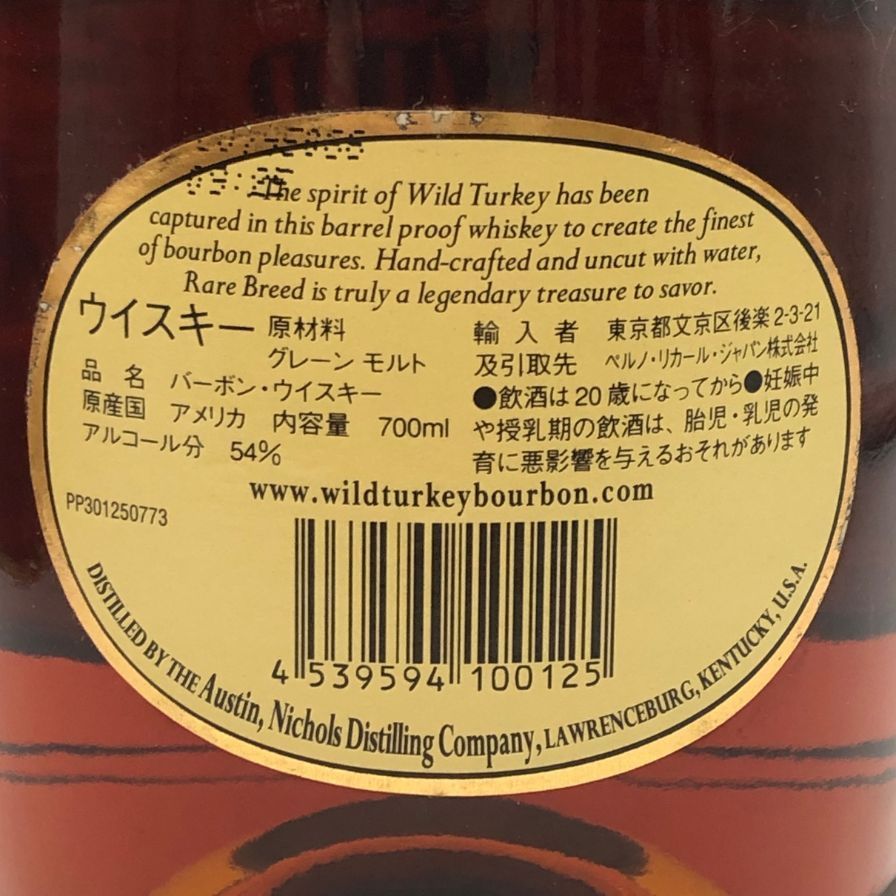 The spirit of Wild Turkey has been
captured in this barrel proof whiskey to create the finest
of bourbon pleasures. Hand-crafted and uncut with water,
Rare Breed is truly a legendary treasure to savor.
ウイスキー 原材料
グレーン モルト
品 名 バーボン・ウイスキー
原産国 アメリカ 内容量 700ml
アルコール分 54%
輸 入 者 東京都文京区後楽2-3-21
及引取先 ペルノ・リカール・ジャパン株式会社
●飲酒は20歳になってから●妊娠中
や授乳期の飲酒は、胎児・乳児の発
育に悪影響を与えるおそれがあります
www.wildturkeybourbon.com
PP301250773
4 539594 100125
DISTILLED BY THE Austin, Nichols Distilling Company, LAWRENCEBURG, KENTUCKY, U.S.A.